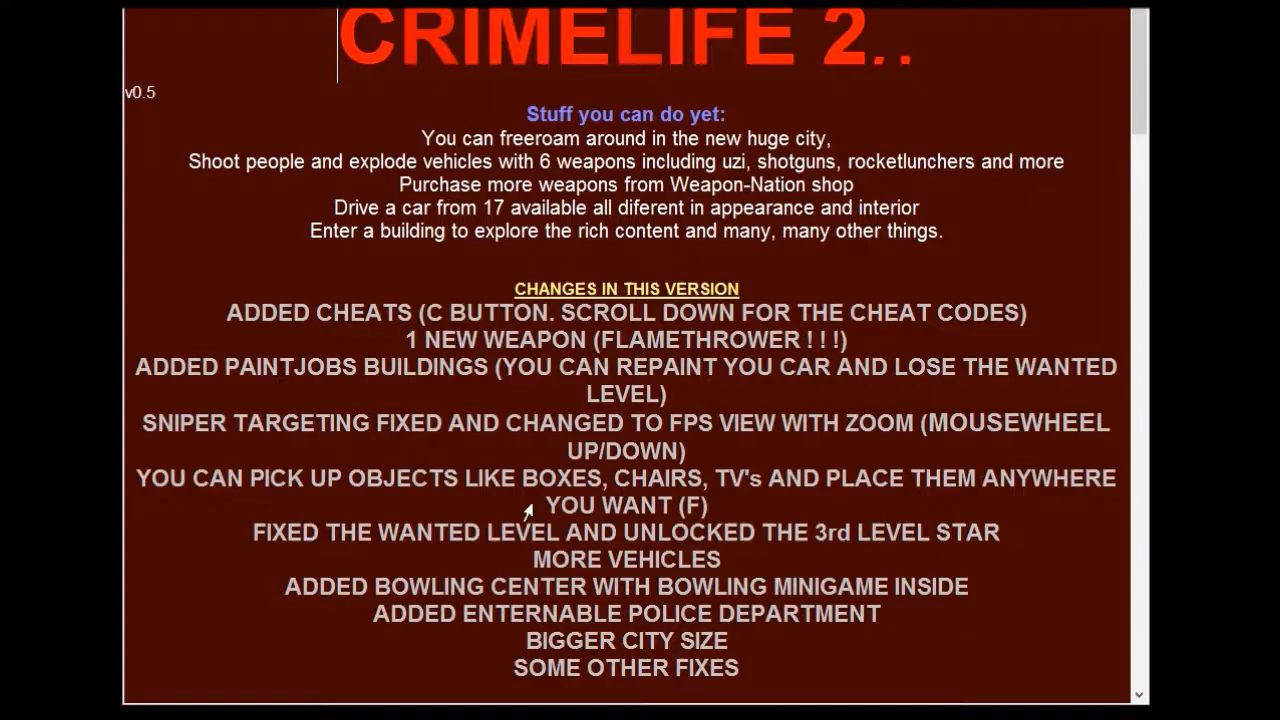 CRIMELIFE 2..
v0.5
Stuff you can do yet:
You can freeroam around in the new huge city,
Shoot people and explode vehicles with 6 weapons including uzi, shotguns, rocketlunchers and more
Purchase more weapons from Weapon-Nation shop
Drive a car from 17 available all diferent in appearance and interior
Enter a building to explore the rich content and many, many other things.
CHANGES IN THIS VERSION
ADDED CHEATS (C BUTTON. SCROLL DOWN FOR THE CHEAT CODES)
1 NEW WEAPON (FLAMETHROWER ! ! !)
ADDED PAINTJOBS BUILDINGS (YOU CAN REPAINT YOU CAR AND LOSE THE WANTED
LEVEL)
SNIPER TARGETING FIXED AND CHANGED TO FPS VIEW WITH ZOOM (MOUSEWHEEL
UP/DOWN)
YOU CAN PICK UP OBJECTS LIKE BOXES, CHAIRS, TV's AND PLACE THEM ANYWHERE
YOU WANT (F)
FIXED THE WANTED LEVEL AND UNLOCKED THE 3rd LEVEL STAR
MORE VEHICLES
ADDED BOWLING CENTER WITH BOWLING MINIGAME INSIDE
ADDED ENTERNABLE POLICE DEPARTMENT
BIGGER CITY SIZE
SOME OTHER FIXES